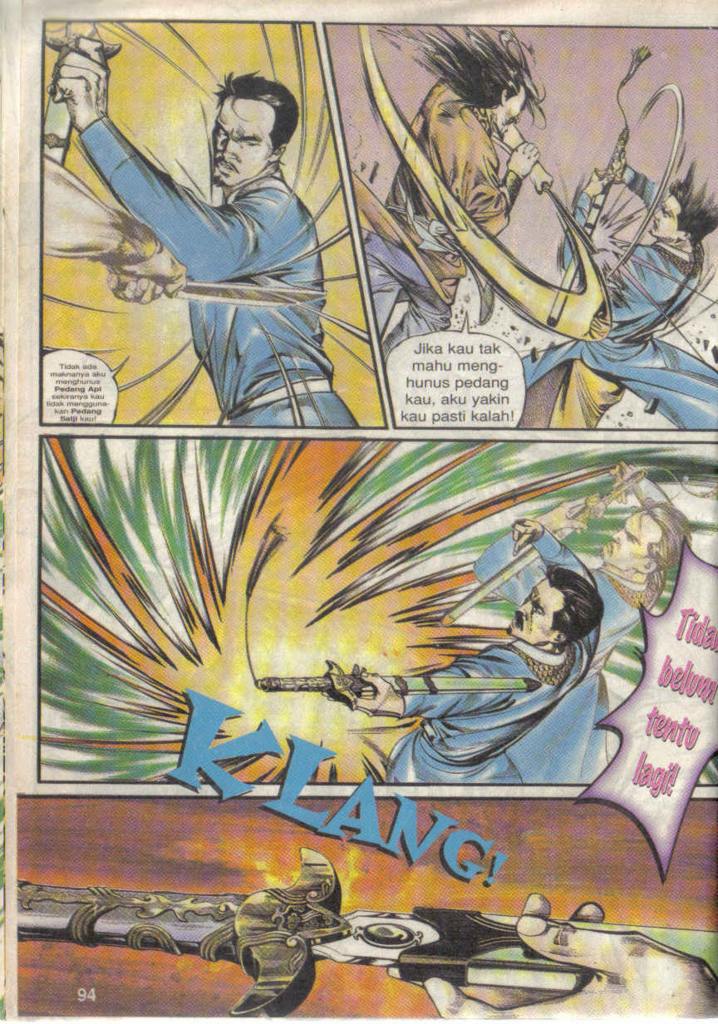 Tidak ada
maknanya aku
menghunus
Pedang Api
sekiranya kau
tidak mengguna-
kan Pedang
Salji kau!
Jika kau tak
mahu meng-
hunus pedang
kau, aku yakin
kau pasti kalah!
belum
tentu
lagi!
KLANG!
94